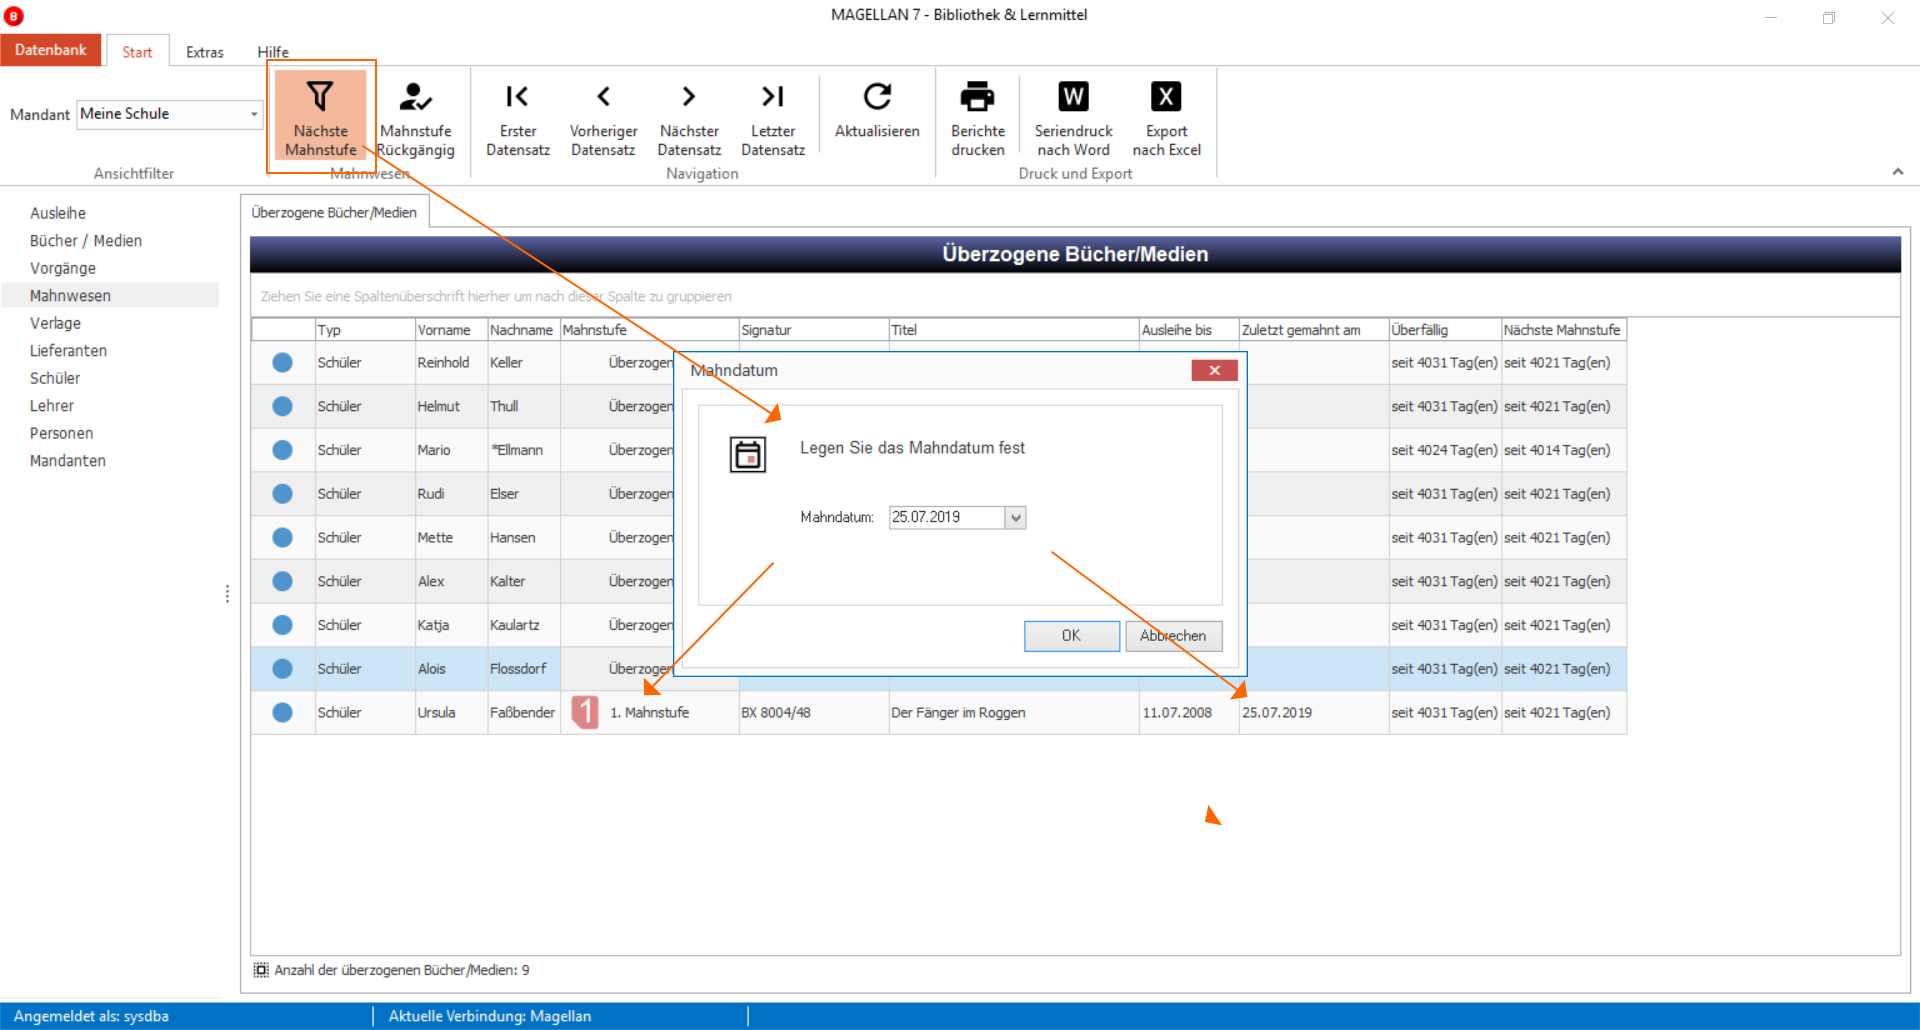 MAGELLAN 7 - Bibliothek & Lernmittel
Datenbank Start Extras Hilfe
Mandant Meine Schule
Ansichtfilter
Nächste Mahnstufe
Mahnstufe Rückgängig
Mahnwesen
Erster Datensatz
Vorheriger Datensatz
Nächster Datensatz
Letzter Datensatz
Navigation
Aktualisieren
Berichte drucken
W
Seriendruck nach Word
X
Export nach Excel
Druck und Export
Ausleihe
Bücher / Medien
Vorgänge
Mahnwesen
Verlage
Lieferanten
Schüler
Lehrer
Personen
Mandanten
Überzogene Bücher/Medien
Überzogene Bücher/Medien
Ziehen Sie eine Spaltenüberschrift hierher um nach dieser Spalte zu gruppieren
Typ Vorname Nachname Mahnstufe Signatur Titel Ausleihe bis Zuletzt gemahnt am Überfällig Nächste Mahnstufe
Schüler Reinhold Keller Überzogen seit 4031 Tag(en) seit 4021 Tag(en)
Schüler Helmut Thull Überzogen seit 4031 Tag(en) seit 4021 Tag(en)
Schüler Mario *Ellmann Überzogen seit 4024 Tag(en) seit 4014 Tag(en)
Schüler Rudi Elser Überzogen seit 4031 Tag(en) seit 4021 Tag(en)
Schüler Mette Hansen Überzogen seit 4031 Tag(en) seit 4021 Tag(en)
Schüler Alex Kalter Überzogen seit 4031 Tag(en) seit 4021 Tag(en)
Schüler Katja Kaulartz Überzogen seit 4031 Tag(en) seit 4021 Tag(en)
Schüler Alois Flossdorf Überzogen seit 4031 Tag(en) seit 4021 Tag(en)
Schüler Ursula Faßbender 1 1. Mahnstufe BX 8004/48 Der Fänger im Roggen 11.07.2008 25.07.2019 seit 4031 Tag(en) seit 4021 Tag(en)
Mahndatum
Legen Sie das Mahndatum fest
Mahndatum: 25.07.2019
OK Abbrechen
Anzahl der überzogenen Bücher/Medien: 9
Angemeldet als: sysdba Aktuelle Verbindung: Magellan